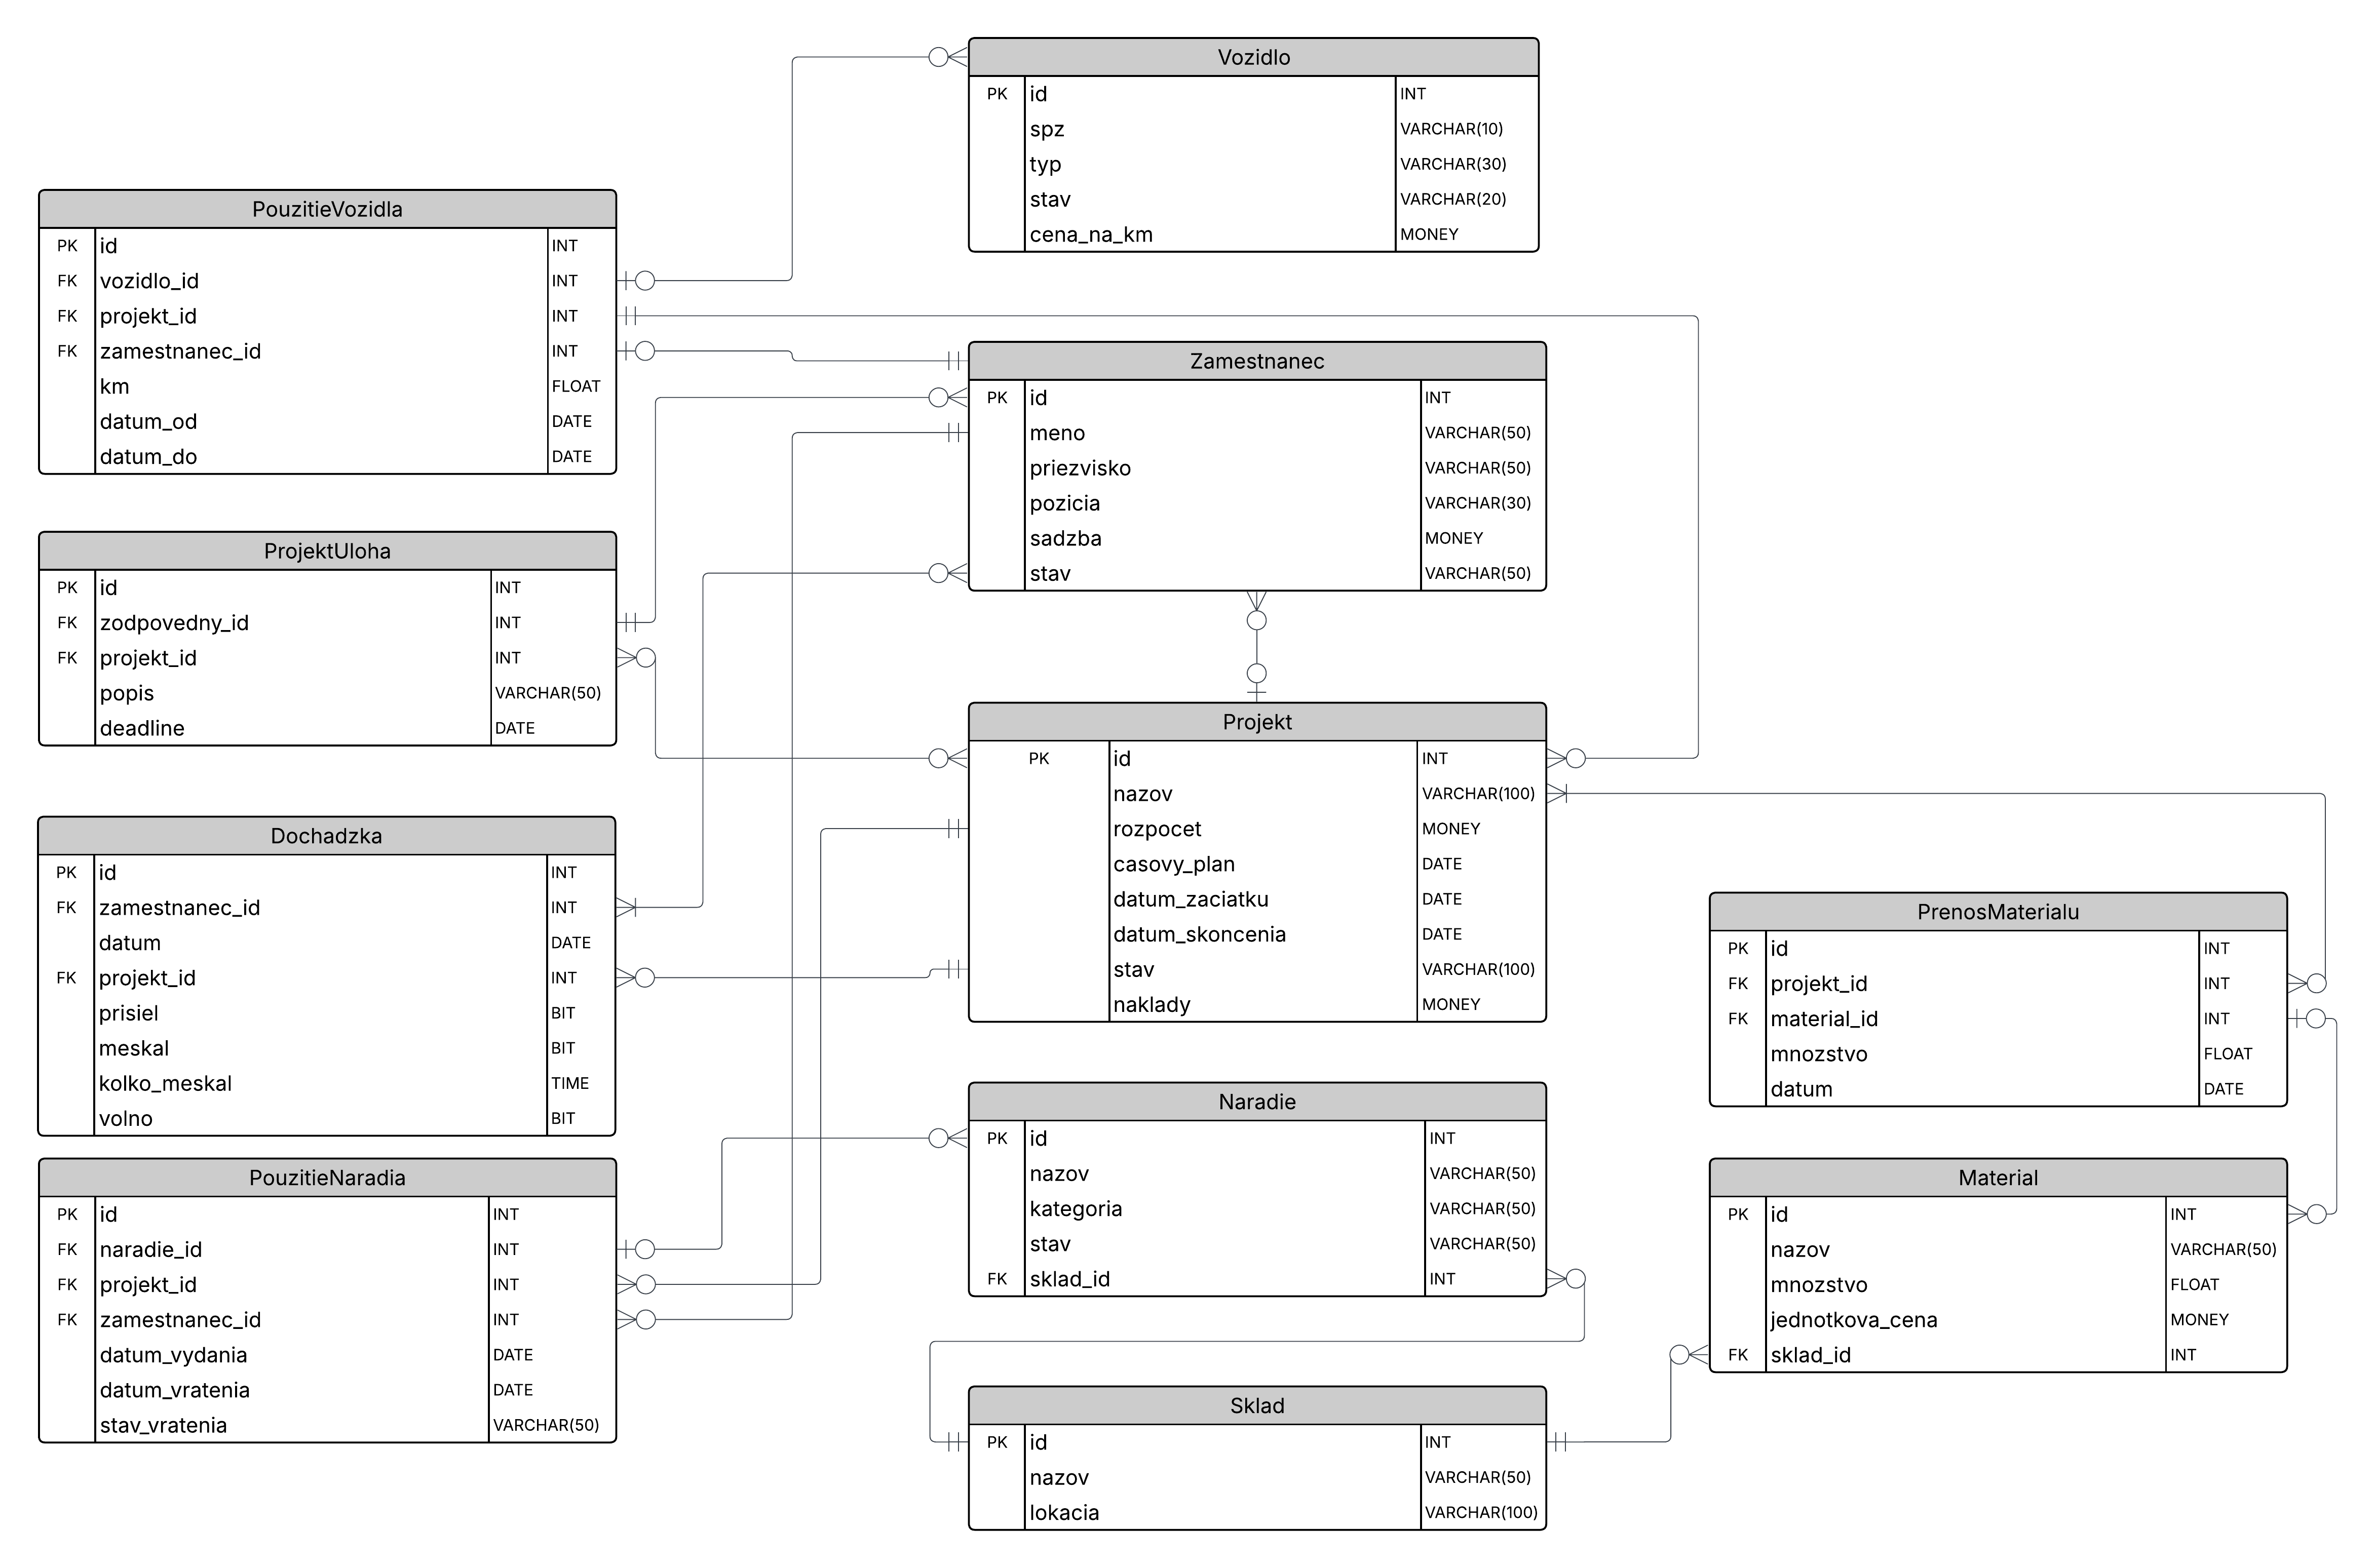 Vozidlo
PK id INT
spz VARCHAR(10)
typ VARCHAR(30)
stav VARCHAR(20)
cena_na_km MONEY
PouzitieVozidla
PK id INT
FK vozidlo_id INT
FK projekt_id INT
FK zamestnanec_id INT
km FLOAT
datum_od DATE
datum_do DATE
Zamestnanec
PK id INT
meno VARCHAR(50)
priezvisko VARCHAR(50)
pozicia VARCHAR(30)
sadzba MONEY
stav VARCHAR(50)
ProjektUloha
PK id INT
FK zodpovedny_id INT
FK projekt_id INT
popis VARCHAR(50)
deadline DATE
Projekt
PK id INT
nazov VARCHAR(100)
rozpocet MONEY
casovy_plan DATE
datum_zaciatku DATE
datum_skoncenia DATE
stav VARCHAR(100)
naklady MONEY
Dochadzka
PK id INT
FK zamestnanec_id INT
datum DATE
FK projekt_id INT
prisiel BIT
meskal BIT
kolko_meskal TIME
volno BIT
PrenosMaterialu
PK id INT
FK projekt_id INT
FK material_id INT
mnozstvo FLOAT
datum DATE
Naradie
PK id INT
nazov VARCHAR(50)
kategoria VARCHAR(50)
stav VARCHAR(50)
FK sklad_id INT
PouzitieNaradia
PK id INT
FK naradie_id INT
FK projekt_id INT
FK zamestnanec_id INT
datum_vydania DATE
datum_vratenia DATE
stav_vratenia VARCHAR(50)
Material
PK id INT
nazov VARCHAR(50)
mnozstvo FLOAT
jednotkova_cena MONEY
FK sklad_id INT
Sklad
PK id INT
nazov VARCHAR(50)
lokacia VARCHAR(100)